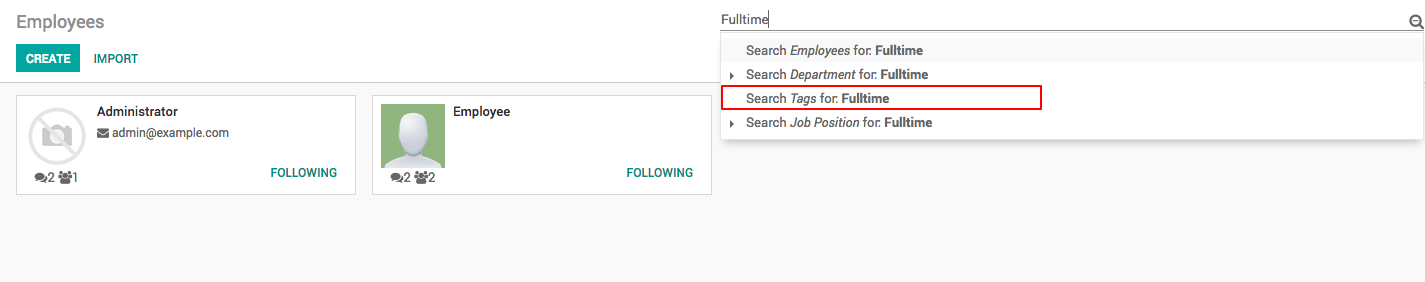 Employees
Fulltime
CREATE IMPORT
Search Employees for: Fulltime
Search Department for: Fulltime
Search Tags for: Fulltime
Search Job Position for: Fulltime
Administrator
admin@example.com
2 1
FOLLOWING
Employee
2 2
FOLLOWING